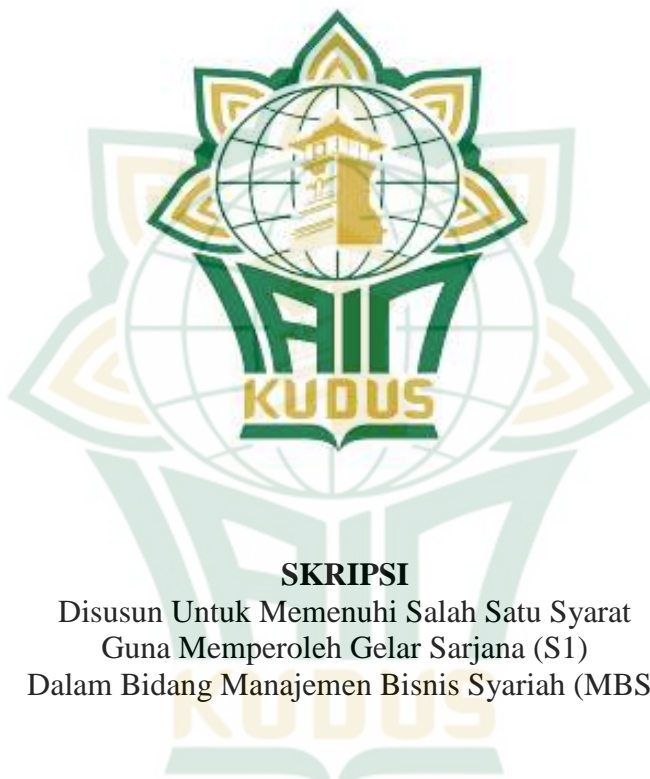 IAIN
KUDUS
SKRIPSI
Disusun Untuk Memenuhi Salah Satu Syarat
Guna Memperoleh Gelar Sarjana (S1)
Dalam Bidang Manajemen Bisnis Syariah (MBS
KUDUS